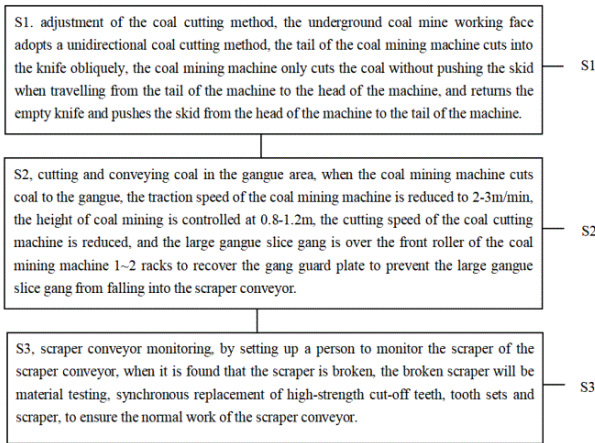 S1. adjustment of the coal cutting method, the underground coal mine working face
adopts a unidirectional coal cutting method, the tail of the coal mining machine cuts into
the knife obliquely, the coal mining machine only cuts the coal without pushing the skid
when travelling from the tail of the machine to the head of the machine, and returns the
empty knife and pushes the skid from the head of the machine to the tail of the machine.
S1
S2, cutting and conveying coal in the gangue area, when the coal mining machine cuts
coal to the gangue, the traction speed of the coal mining machine is reduced to 2-3m/min,
the height of coal mining is controlled at 0.8-1.2m, the cutting speed of the coal cutting
machine is reduced, and the large gangue slice gang is over the front roller of the coal
mining machine 1~2 racks to recover the gang guard plate to prevent the large gangue
slice gang from falling into the scraper conveyor.
S2
S3, scraper conveyor monitoring, by setting up a person to monitor the scraper of the
scraper conveyor, when it is found that the scraper is broken, the broken scraper will be
material testing, synchronous replacement of high-strength cut-off teeth, tooth sets and
scraper, to ensure the normal work of the scraper conveyor.
S3